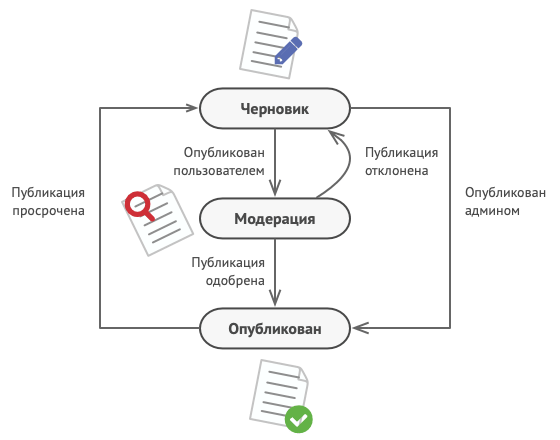 Черновик
Опубликован
пользователем
Публикация
отклонена
Публикация
просрочена
Опубликован
админом
Модерация
Публикация
одобрена
Опубликован